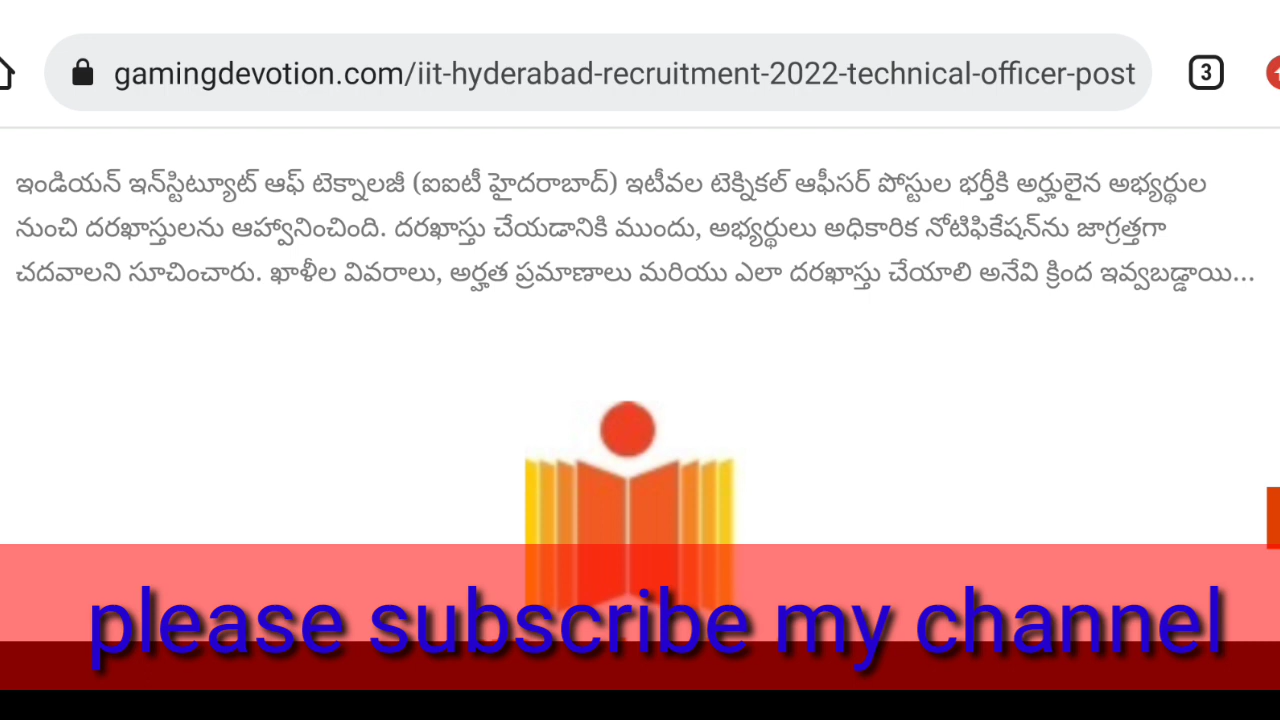 gamingdevotion.com/iit-hyderabad-recruitment-2022-technical-officer-post
3
ఇండియన్ ఇన్‌స్టిట్యూట్ ఆఫ్ టెక్నాలజీ (ఐఐటీ హైదరాబాద్) ఇటీవల టెక్నికల్ ఆఫీసర్ పోస్టుల భర్తీకి అర్హులైన అభ్యర్థుల
నుంచి దరఖాస్తులను ఆహ్వానించింది. దరఖాస్తు చేయడానికి ముందు, అభ్యర్థులు అధికారిక నోటిఫికేషన్‌ను జాగ్రత్తగా
చదవాలని సూచించారు. ఖాళీల వివరాలు, అర్హత ప్రమాణాలు మరియు ఎలా దరఖాస్తు చేయాలి అనేవి క్రింద ఇవ్వబడ్డాయి...
please subscribe my channel